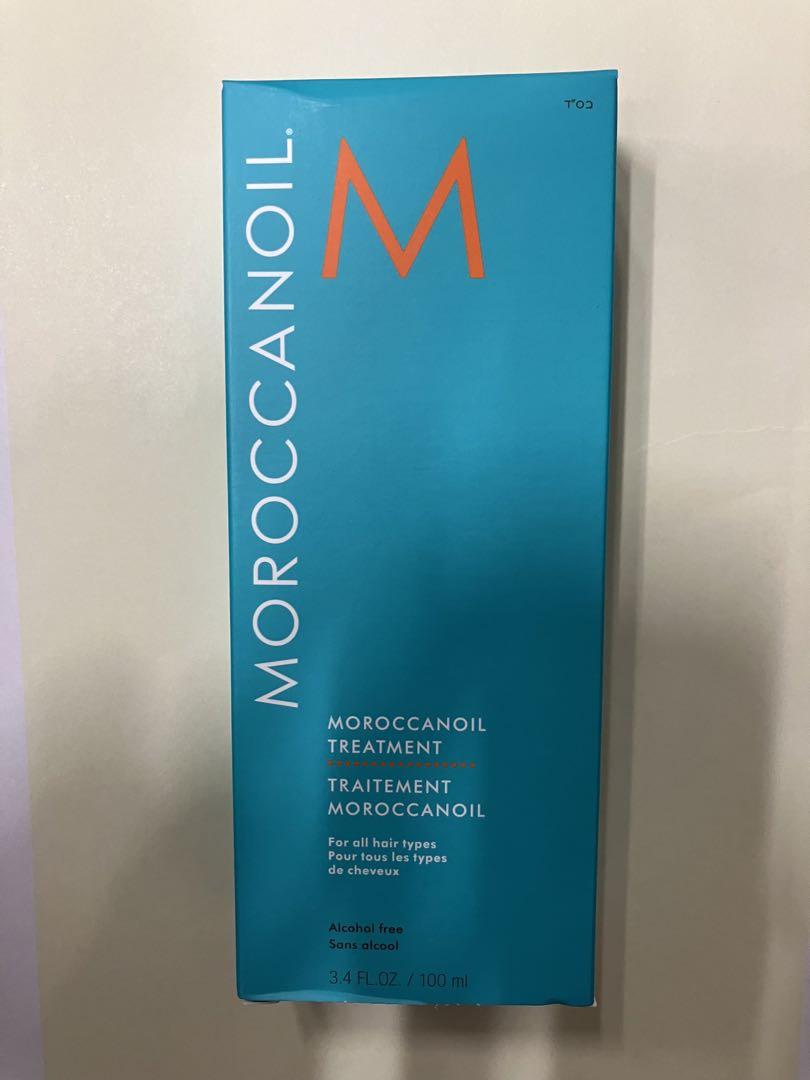 בס"ד
MOROCCANOIL®
M
MOROCCANOIL
TREATMENT
TRAITEMENT
MOROCCANOIL
For all hair types
Pour tous les types
de cheveux
Alcohol free
Sans alcool
3.4 FL.OZ. / 100 ml